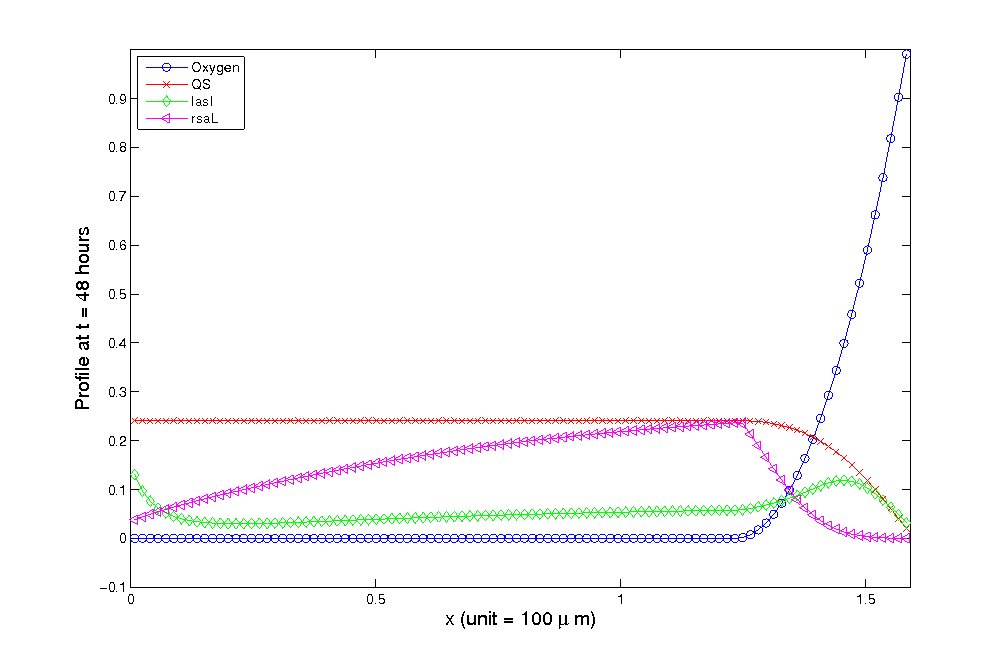 Oxygen
QS
lasI
rsaL
Profile at t = 48 hours
0.9
0.8
0.7
0.6
0.5
0.4
0.3
0.2
0.1
0
−0.1
0
0.5
1
1.5
x (unit = 100 μ m)